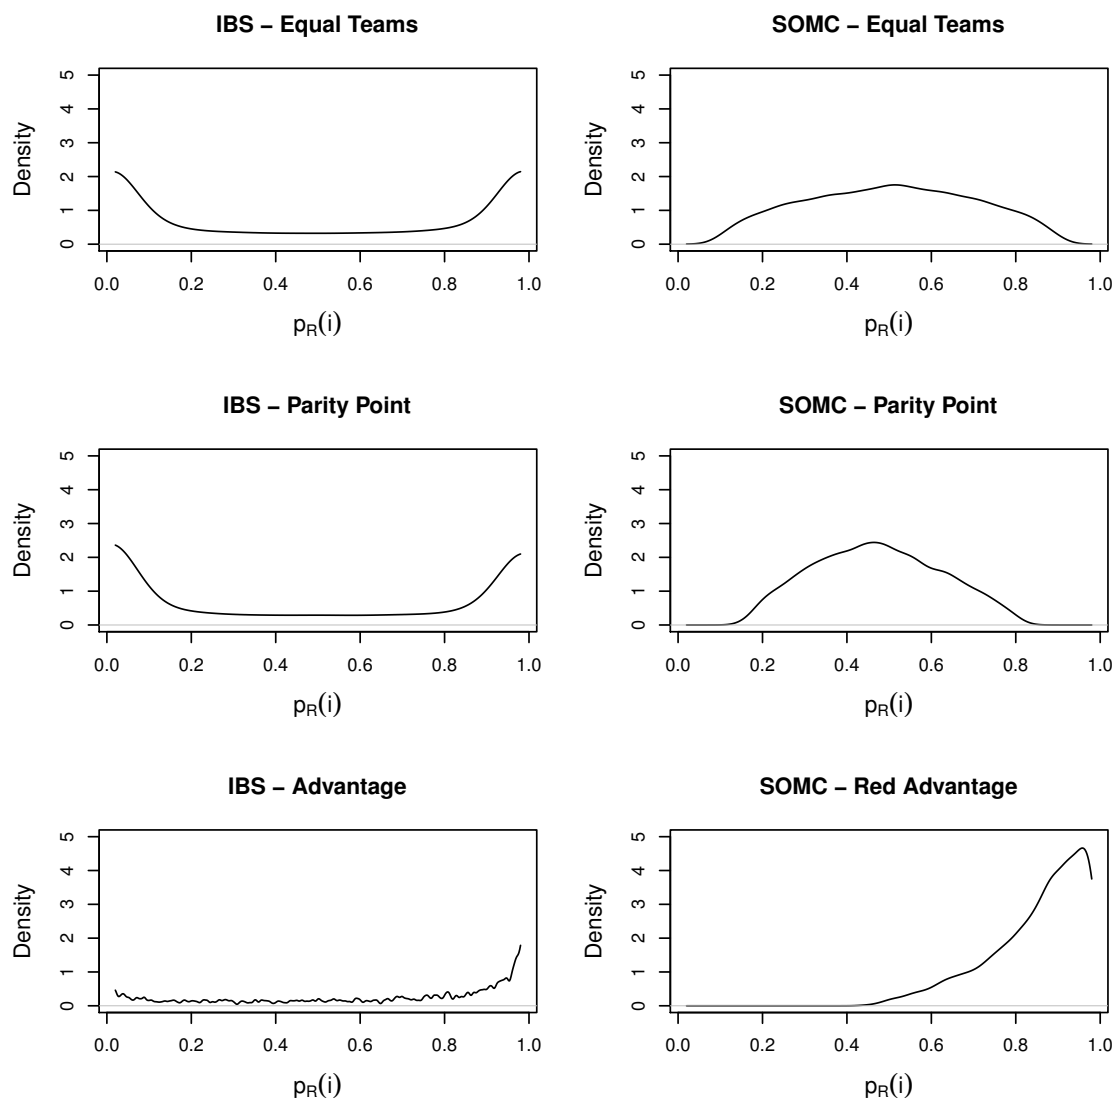 IBS – Equal Teams
Density
0 1 2 3 4 5
0.0 0.2 0.4 0.6 0.8 1.0
pR(i)
SOMC – Equal Teams
Density
0 1 2 3 4 5
0.0 0.2 0.4 0.6 0.8 1.0
pR(i)
IBS – Parity Point
Density
0 1 2 3 4 5
0.0 0.2 0.4 0.6 0.8 1.0
pR(i)
SOMC – Parity Point
Density
0 1 2 3 4 5
0.0 0.2 0.4 0.6 0.8 1.0
pR(i)
IBS – Advantage
Density
0 1 2 3 4 5
0.0 0.2 0.4 0.6 0.8 1.0
pR(i)
SOMC – Red Advantage
Density
0 1 2 3 4 5
0.0 0.2 0.4 0.6 0.8 1.0
pR(i)